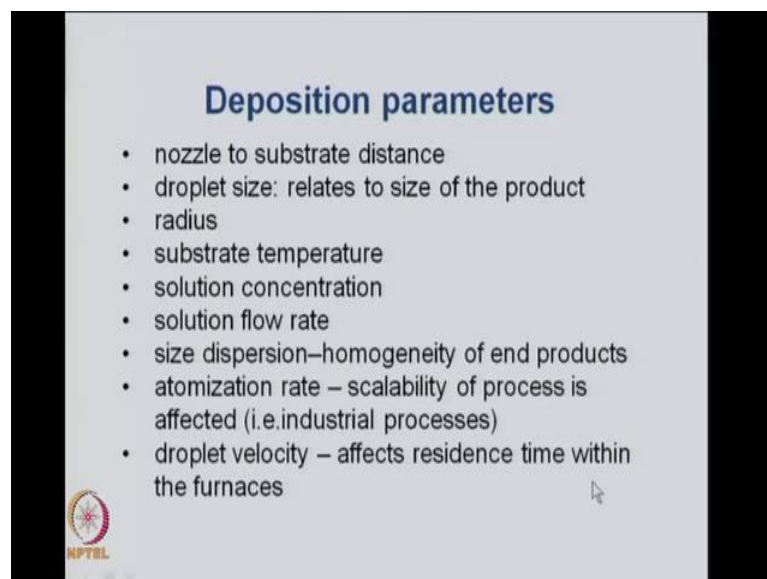 Deposition parameters
• nozzle to substrate distance
• droplet size: relates to size of the product
• radius
• substrate temperature
• solution concentration
• solution flow rate
• size dispersion–homogeneity of end products
• atomization rate – scalability of process is
affected (i.e.industrial processes)
• droplet velocity – affects residence time within
the furnaces
NPTEL